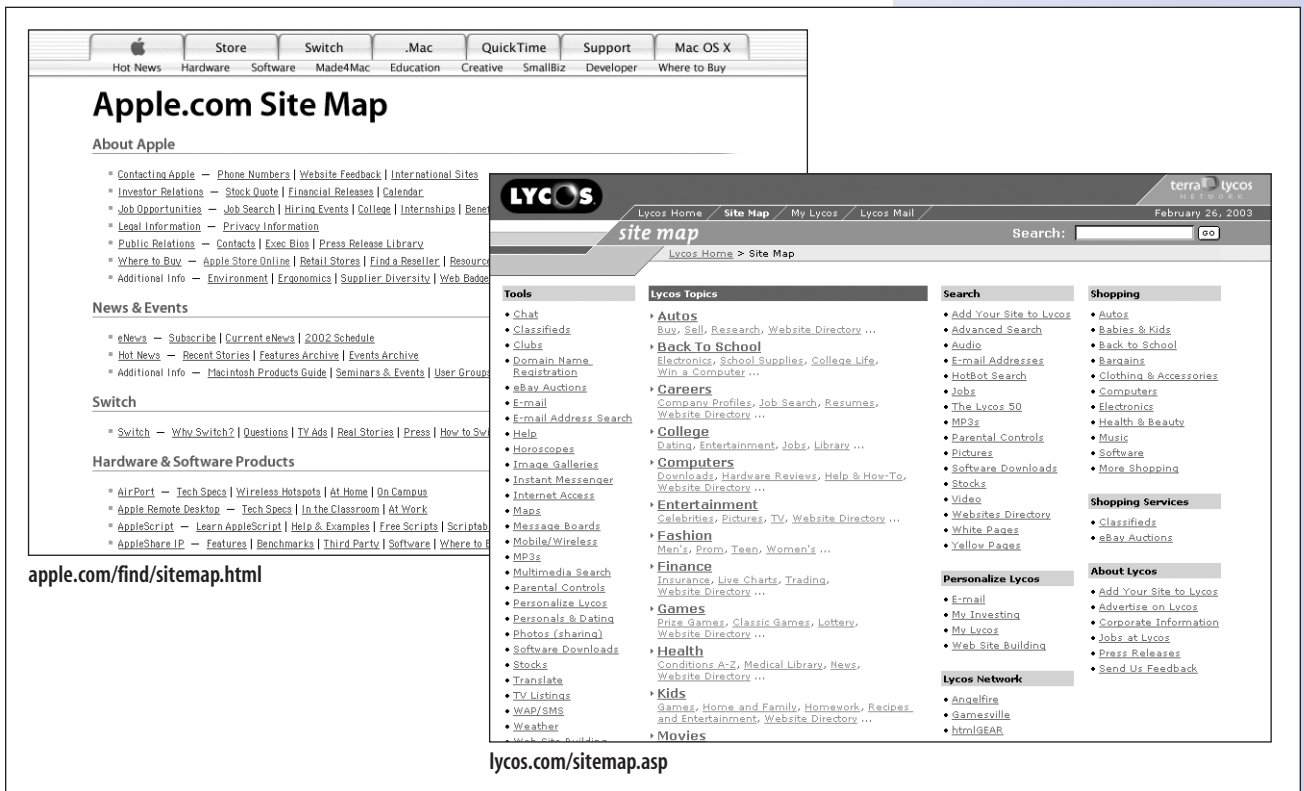 Store Switch .Mac QuickTime Support Mac OS X
Hot News Hardware Software Made4Mac Education Creative SmallBiz Developer Where to Buy
Apple.com Site Map
About Apple
Contacting Apple — Phone Numbers | Website Feedback | International Sites
Investor Relations — Stock Quote | Financial Releases | Calendar
Job Opportunities — Job Search | Hiring Events | College | Internships |
Legal Information — Privacy Information
Public Relations — Contacts | Exec Bios | Press Release Library
Where to Buy — Apple Store Online | Retail Stores | Find a Reseller |
Additional Info — Environment | Ergonomics | Supplier Diversity |
News & Events
eNews — Subscribe | Current eNews | 2002 Schedule
Hot News — Recent Stories | Features Archive | Events Archive
Additional Info — Macintosh Products Guide | Seminars & Events | User Groups
Switch
Switch — Why Switch? | Questions | TV Ads | Real Stories | Press | How to
Hardware & Software Products
AirPort — Tech Specs | Wireless Hotspots | At Home | On Campus
Apple Remote Desktop — Tech Specs | In the Classroom | At Work
AppleScript — Learn AppleScript | Help & Examples | Free Scripts |
AppleShare IP — Features | Benchmarks | Third Party | Software | Where to
apple.com/find/sitemap.html
LYCOS
terra lycos
NETWORK
Lycos Home / Site Map / My Lycos / Lycos Mail /
February 26, 2003
site map
Search: GO
Lycos Home > Site Map
Tools
Chat
Classifieds
Clubs
Domain Name
Registration
eBay Auctions
E-mail
E-mail Address Search
Help
Horoscopes
Image Galleries
Instant Messenger
Internet Access
Maps
Message Boards
Mobile/Wireless
MP3s
Multimedia Search
Parental Controls
Personalize Lycos
Personals & Dating
Photos (sharing)
Software Downloads
Stocks
Translate
TV Listings
WAP/SMS
Weather
Web Site Building
Lycos Topics
Autos
Buy, Sell, Research, Website Directory ...
Back To School
Electronics, School Supplies, College Life,
Win a Computer ...
Careers
Company Profiles, Job Search, Resumes,
Website Directory ...
College
Dating, Entertainment, Jobs, Library ...
Computers
Downloads, Hardware Reviews, Help & How-To,
Website Directory ...
Entertainment
Celebrities, Pictures, TV, Website Directory ...
Fashion
Men's, Prom, Teen, Women's ...
Finance
Insurance, Live Charts, Trading,
Website Directory ...
Games
Prize Games, Classic Games, Lottery,
Website Directory ...
Health
Conditions A-Z, Medical Library, News,
Website Directory ...
Kids
Games, Home and Family, Homework, Recipes
and Entertainment, Website Directory ...
Movies
Search
Add Your Site to Lycos
Advanced Search
Audio
E-mail Addresses
HotBot Search
Jobs
The Lycos 50
MP3s
Parental Controls
Pictures
Software Downloads
Stocks
Video
Websites Directory
White Pages
Yellow Pages
Personalize Lycos
E-mail
My Investing
My Lycos
Web Site Building
Lycos Network
Angelfire
Gamesville
htmlGEAR
Shopping
Autos
Babies & Kids
Back to School
Bargains
Clothing & Accessories
Computers
Electronics
Health & Beauty
Music
Software
More Shopping
Shopping Services
Classifieds
eBay Auctions
About Lycos
Add Your Site to Lycos
Advertise on Lycos
Corporate Information
Jobs at Lycos
Press Releases
Send Us Feedback
lycos.com/sitemap.asp